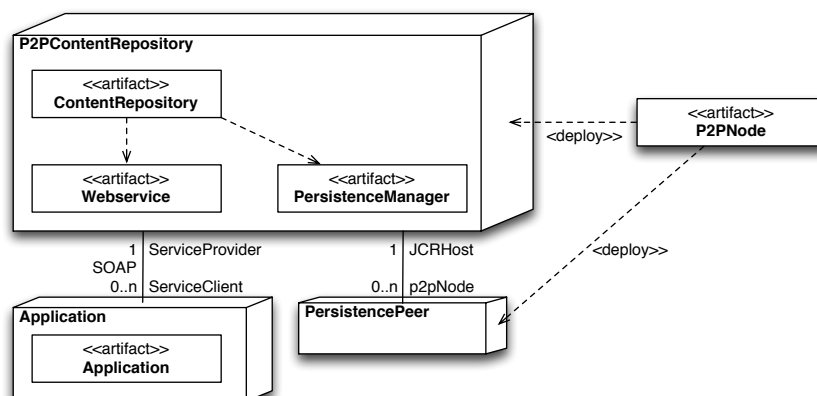 P2PContentRepository
<<artifact>>
ContentRepository
<<artifact>>
Webservice
<<artifact>>
PersistenceManager
<<artifact>>
P2PNode
<deploy>>
<deploy>>
1 ServiceProvider
SOAP
0..n ServiceClient
1 JCRHost
0..n p2pNode
Application
<<artifact>>
Application
PersistencePeer